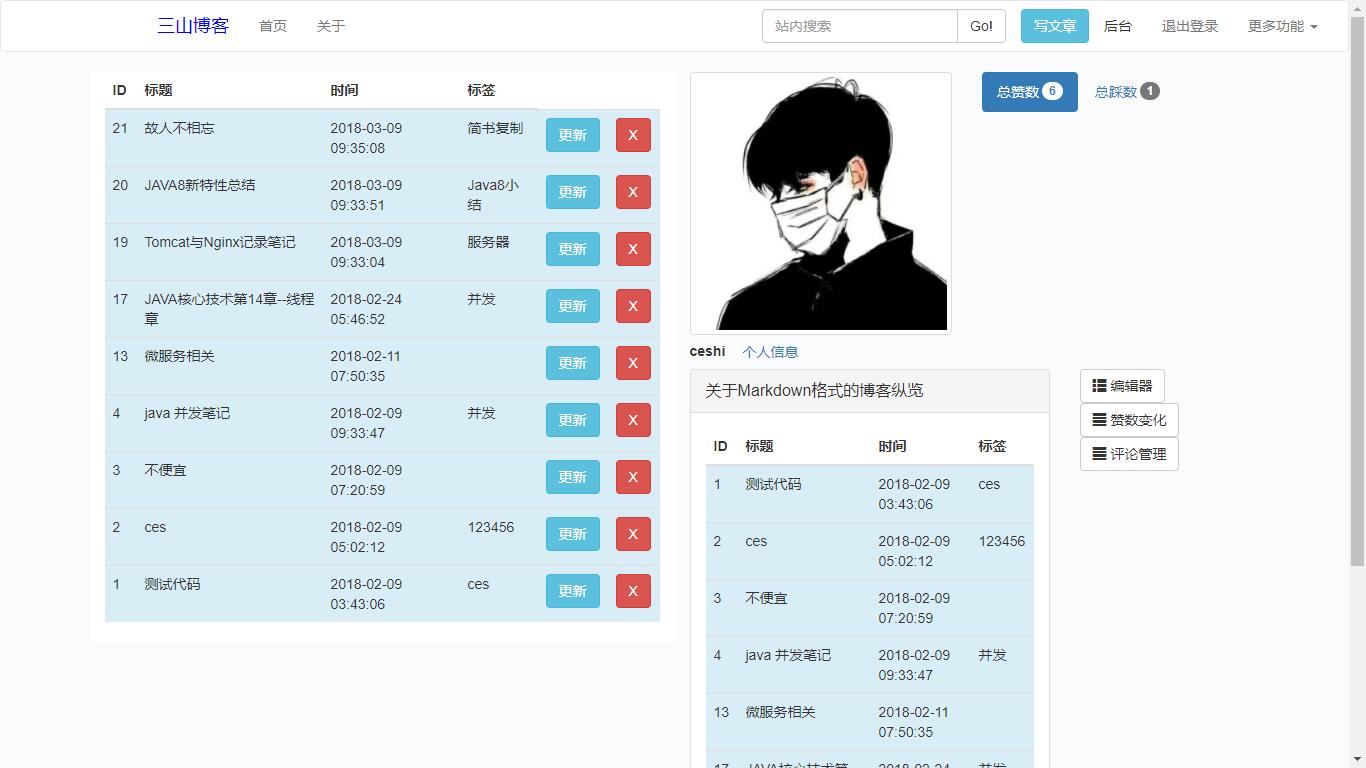 三山博客 首页 关于 站内搜索 Go! 写文章 后台 退出登录 更多功能
ID 标题 时间 标签
21 故人不相忘 2018-03-09 简书复制 更新 X
09:35:08
20 JAVA8新特性总结 2018-03-09 Java8小 更新 X
09:33:51 结
19 Tomcat与Nginx记录笔记 2018-03-09 服务器 更新 X
09:33:04
17 JAVA核心技术第14章--线程 2018-02-24 并发 更新 X
章 05:46:52
13 微服务相关 2018-02-11 更新 X
07:50:35
4 java 并发笔记 2018-02-09 并发 更新 X
09:33:47
3 不便宜 2018-02-09 更新 X
07:20:59
2 ces 2018-02-09 123456 更新 X
05:02:12
1 测试代码 2018-02-09 ces 更新 X
03:43:06
总赞数 6 总踩数 1
ceshi 个人信息
关于Markdown格式的博客纵览
ID 标题 时间 标签
1 测试代码 2018-02-09 ces
03:43:06
2 ces 2018-02-09 123456
05:02:12
3 不便宜 2018-02-09
07:20:59
4 java 并发笔记 2018-02-09 并发
09:33:47
13 微服务相关 2018-02-11
07:50:35
17 JAVA核心技术第 2018-02-24 并发
编辑器
赞数变化
评论管理